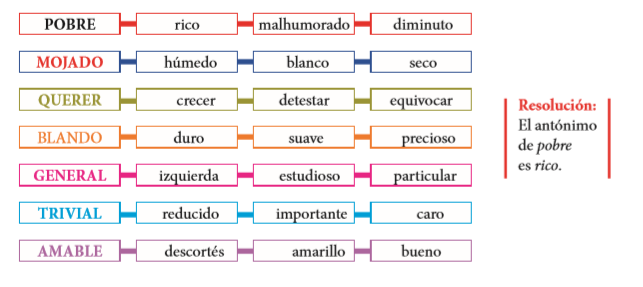 POBRE rico malhumorado diminuto
MOJADO húmedo blanco seco
QUERER crecer detestar equivocar
BLANDO duro suave precioso
GENERAL izquierda estudioso particular
TRIVIAL reducido importante caro
AMABLE descortés amarillo bueno
Resolución:
El antónimo
de pobre
es rico.